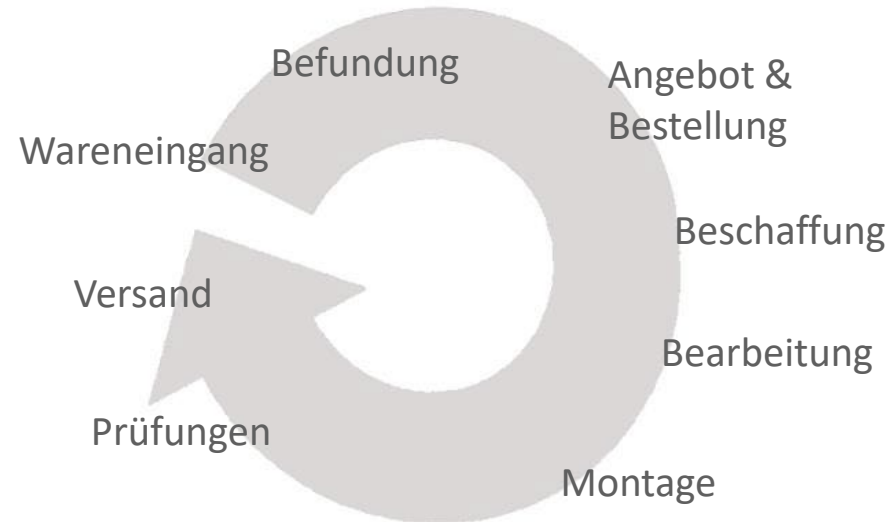 Wareneingang
Befundung
Angebot &
Bestellung
Beschaffung
Bearbeitung
Montage
Prüfungen
Versand